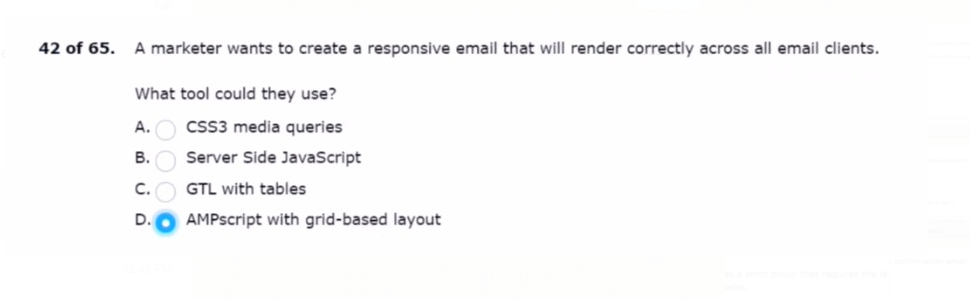 42 of 65. A marketer wants to create a responsive email that will render correctly across all email clients.
What tool could they use?
A. CSS3 media queries
B. Server Side JavaScript
C. GTL with tables
D. AMPscript with grid-based layout